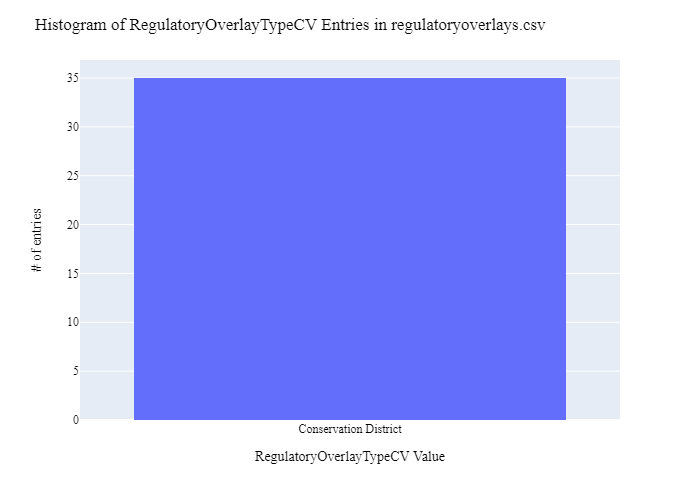 Histogram of RegulatoryOverlayTypeCV Entries in regulatoryoverlays.csv
35
30
25
20
15
10
5
0
# of entries
Conservation District
RegulatoryOverlayTypeCV Value